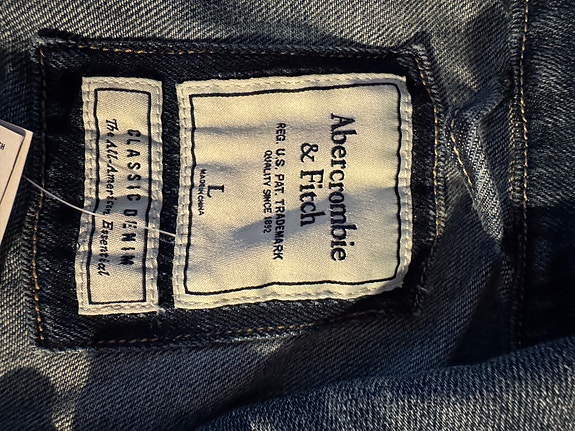 Abercrombie
& Fitch
REG. U.S. PAT. TRADEMARK
QUALITY SINCE 1892
L
MADE IN CHINA
CLASSIC DENIM
The All-American Essential